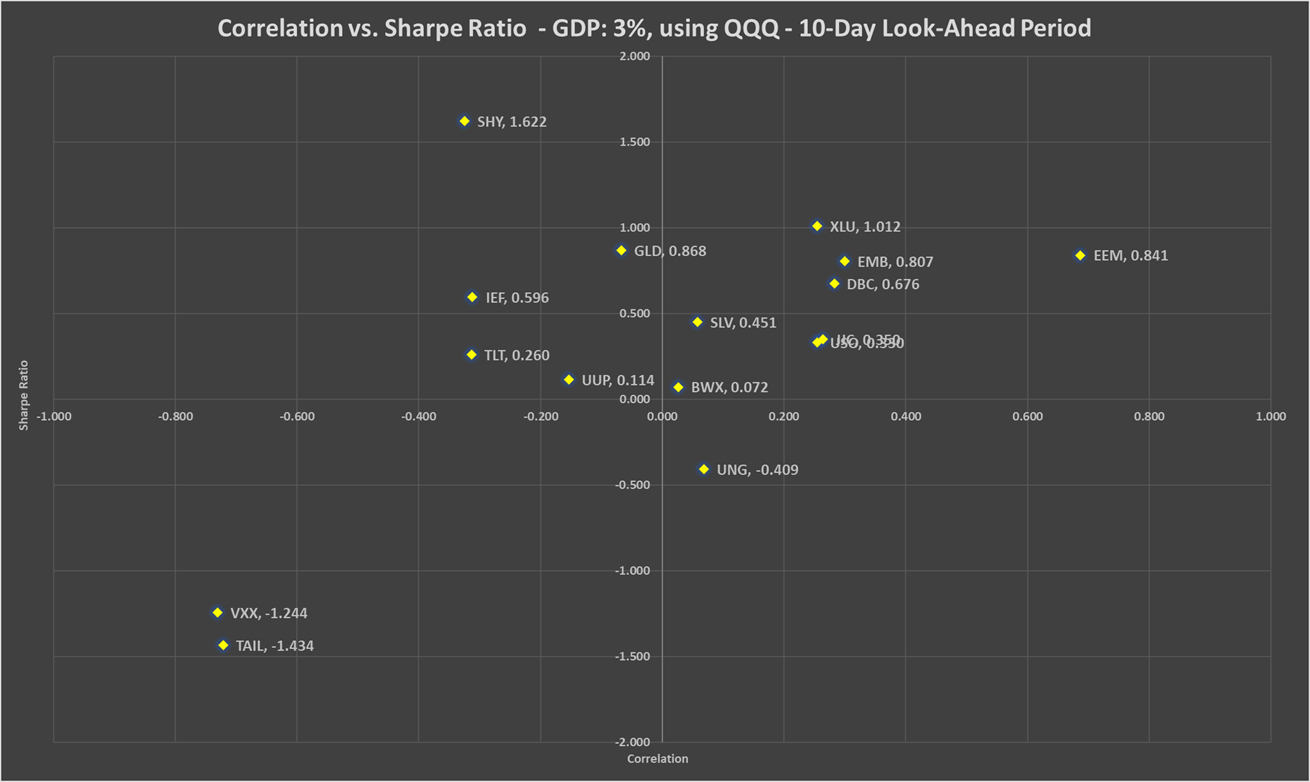 Correlation vs. Sharpe Ratio - GDP: 3%, using QQQ - 10-Day Look-Ahead Period
2.000
SHY, 1.622
1.500
1.000
XLU, 1.012
GLD, 0.868
EEM, 0.841
EMB, 0.807
DBC, 0.676
IEF, 0.596
0.500
SLV, 0.451
USO, 0.330
TLT, 0.260
UUP, 0.114
BWX, 0.072
0.000
Sharpe Ratio
-1.000 -0.800 -0.600 -0.400 -0.200 0.000 0.200 0.400 0.600 0.800 1.000
UNG, -0.409
-0.500
-1.000
VXX, -1.244
TAIL, -1.434
-1.500
-2.000
Correlation